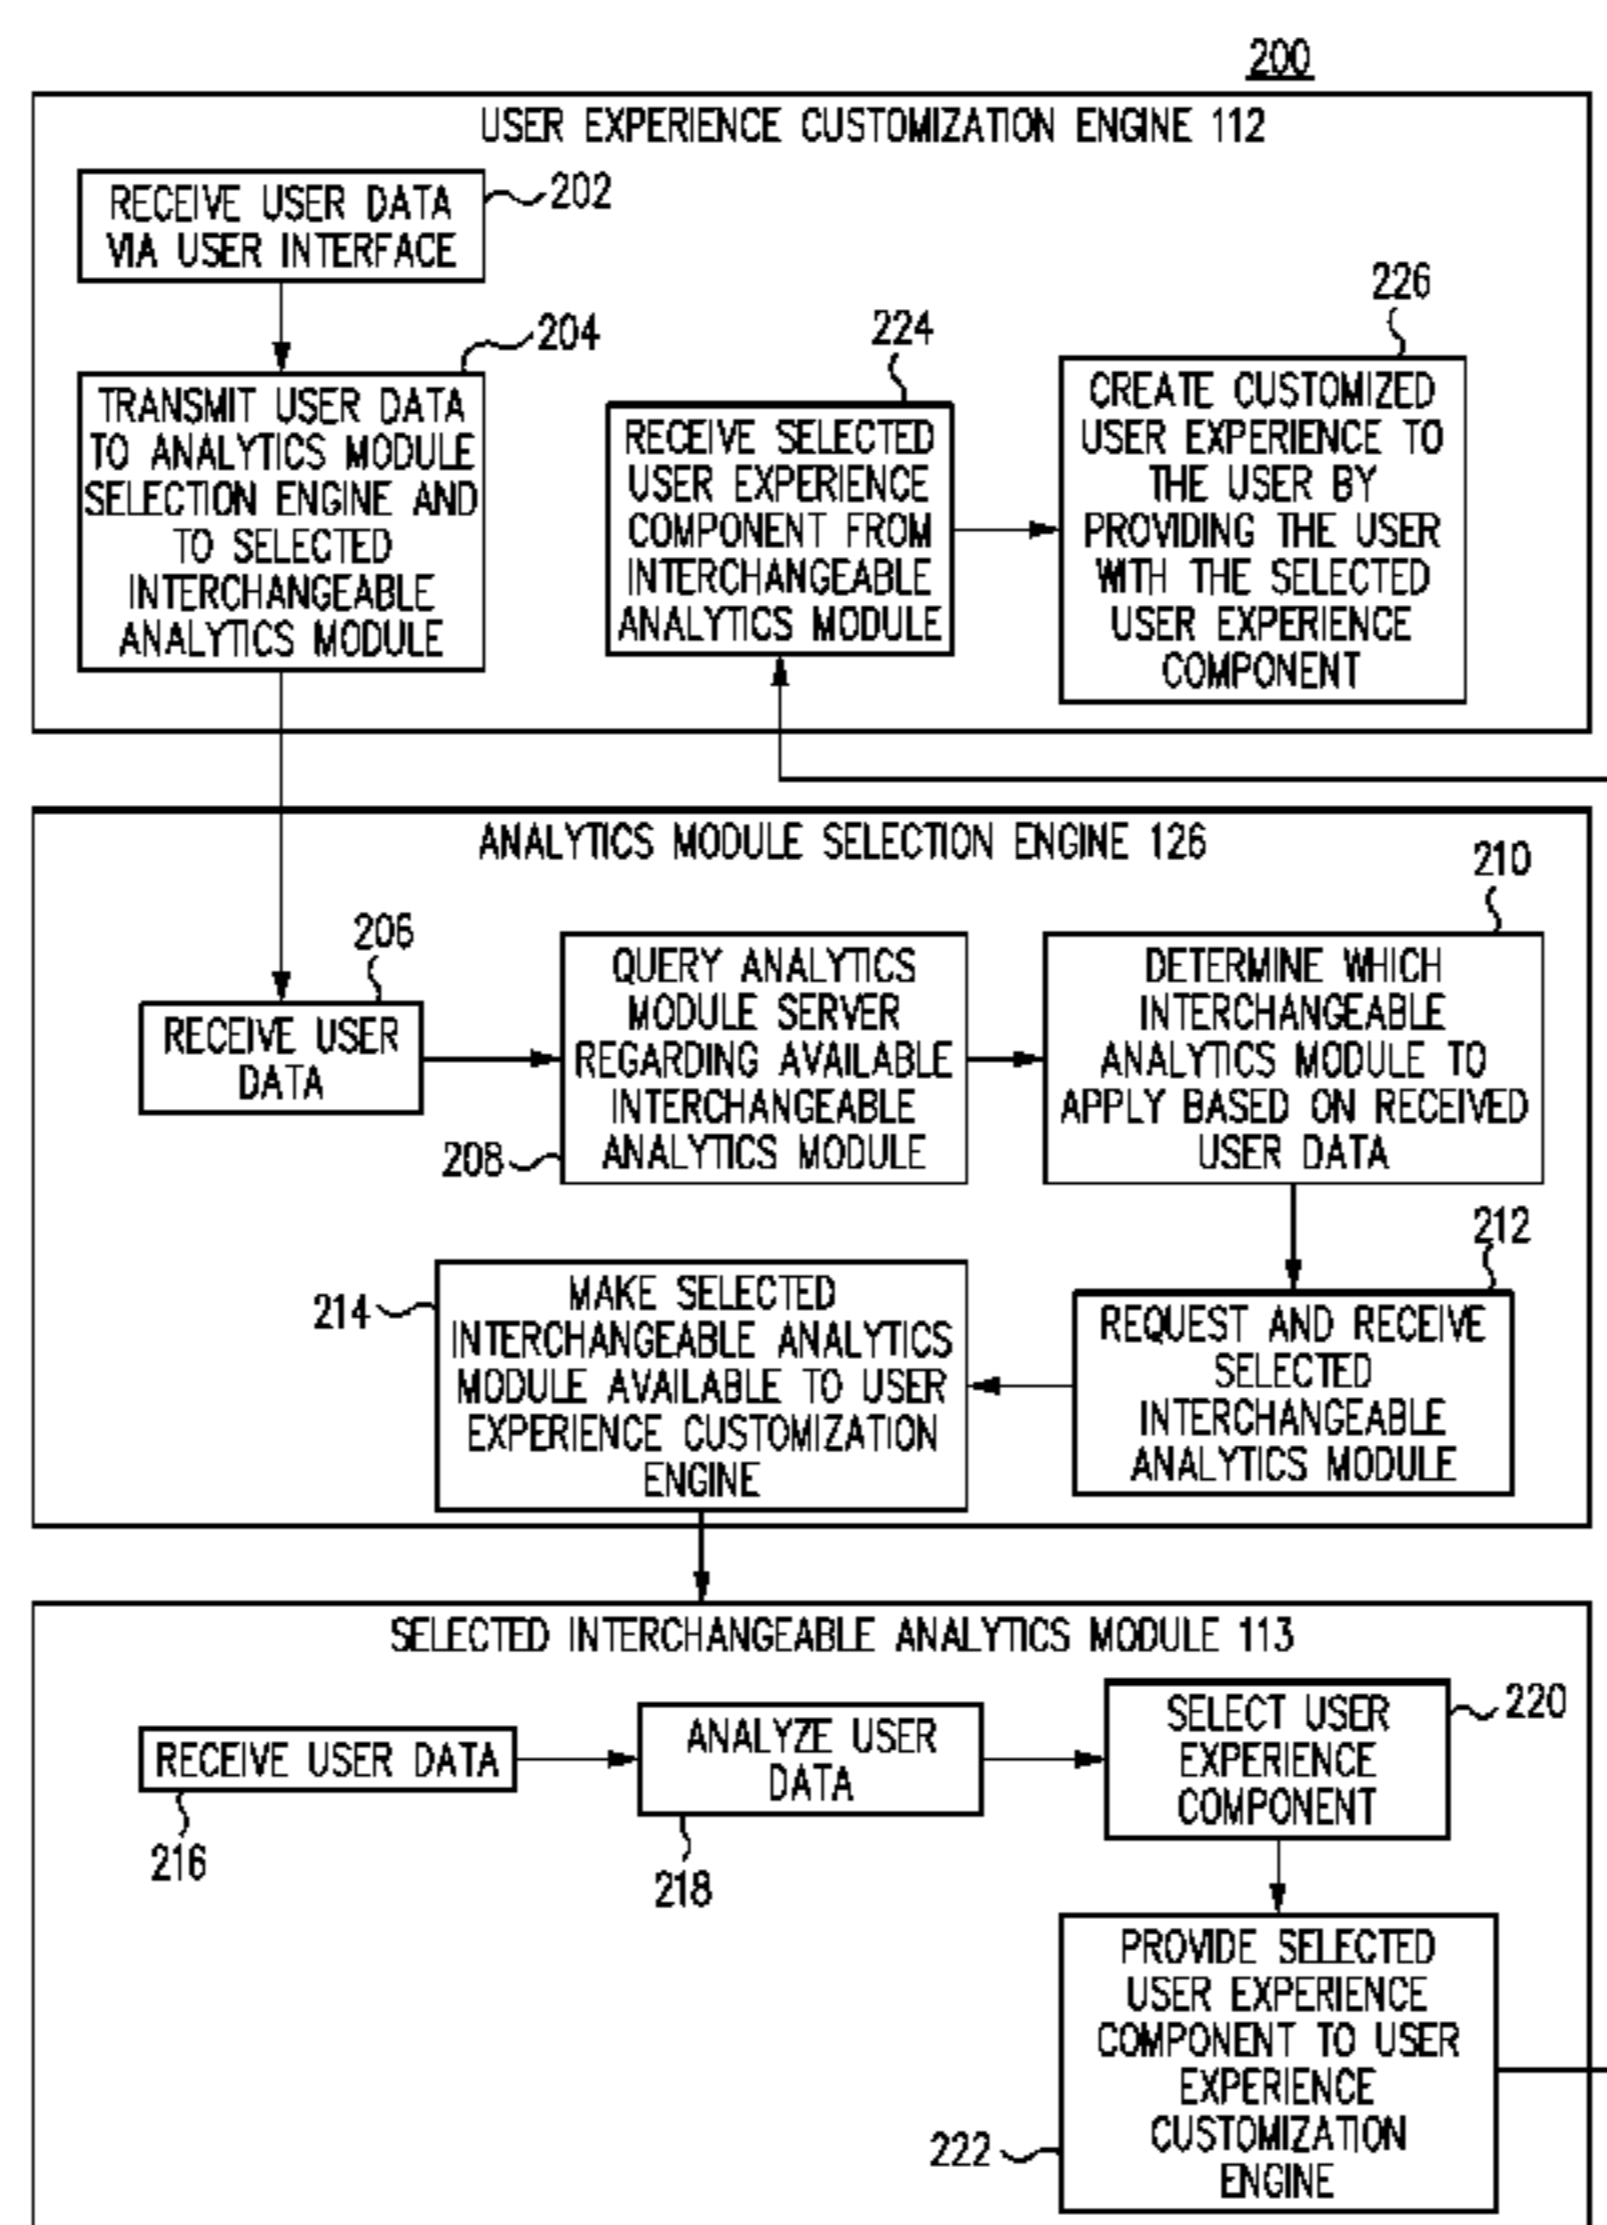 200
USER EXPERIENCE CUSTOMIZATION ENGINE 112
RECEIVE USER DATA
VIA USER INTERFACE
202
204
TRANSMIT USER DATA
TO ANALYTICS MODULE
SELECTION ENGINE AND
TO SELECTED
INTERCHANGEABLE
ANALYTICS MODULE
224
RECEIVE SELECTED
USER EXPERIENCE
COMPONENT FROM
INTERCHANGEABLE
ANALYTICS MODULE
226
CREATE CUSTOMIZED
USER EXPERIENCE TO
THE USER BY
PROVIDING THE USER
WITH THE SELECTED
USER EXPERIENCE
COMPONENT
ANALYTICS MODULE SELECTION ENGINE 126
206
RECEIVE USER
DATA
QUERY ANALYTICS
MODULE SERVER
REGARDING AVAILABLE
INTERCHANGEABLE
ANALYTICS MODULE
208
210
DETERMINE WHICH
INTERCHANGEABLE
ANALYTICS MODULE TO
APPLY BASED ON RECEIVED
USER DATA
212
REQUEST AND RECEIVE
SELECTED
INTERCHANGEABLE
ANALYTICS MODULE
214
MAKE SELECTED
INTERCHANGEABLE ANALYTICS
MODULE AVAILABLE TO USER
EXPERIENCE CUSTOMIZATION
ENGINE
SELECTED INTERCHANGEABLE ANALYTICS MODULE 113
RECEIVE USER DATA
216
ANALYZE USER
DATA
218
SELECT USER
EXPERIENCE
COMPONENT
220
PROVIDE SELECTED
USER EXPERIENCE
COMPONENT TO USER
EXPERIENCE
CUSTOMIZATION
ENGINE
222